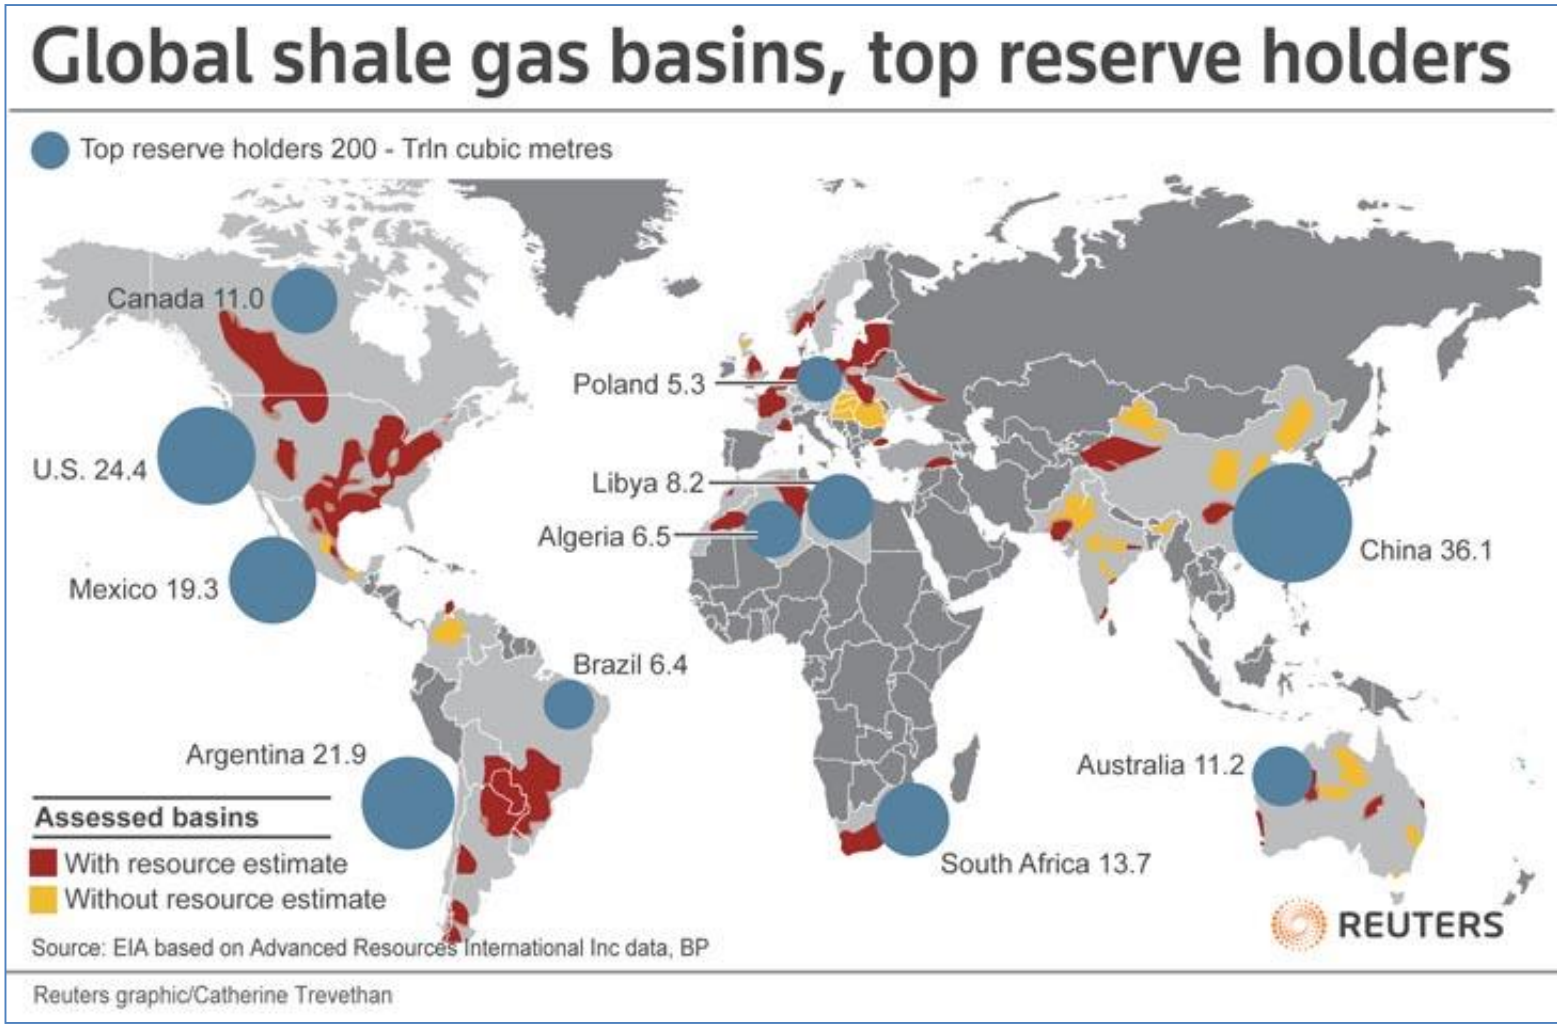 Global shale gas basins, top reserve holders
Top reserve holders 200 - Trln cubic metres
Canada 11.0
Poland 5.3
U.S. 24.4
Libya 8.2
Algeria 6.5
China 36.1
Mexico 19.3
Brazil 6.4
Argentina 21.9
Australia 11.2
South Africa 13.7
Assessed basins
With resource estimate
Without resource estimate
REUTERS
Source: EIA based on Advanced Resources International Inc data, BP
Reuters graphic/Catherine Trevethan